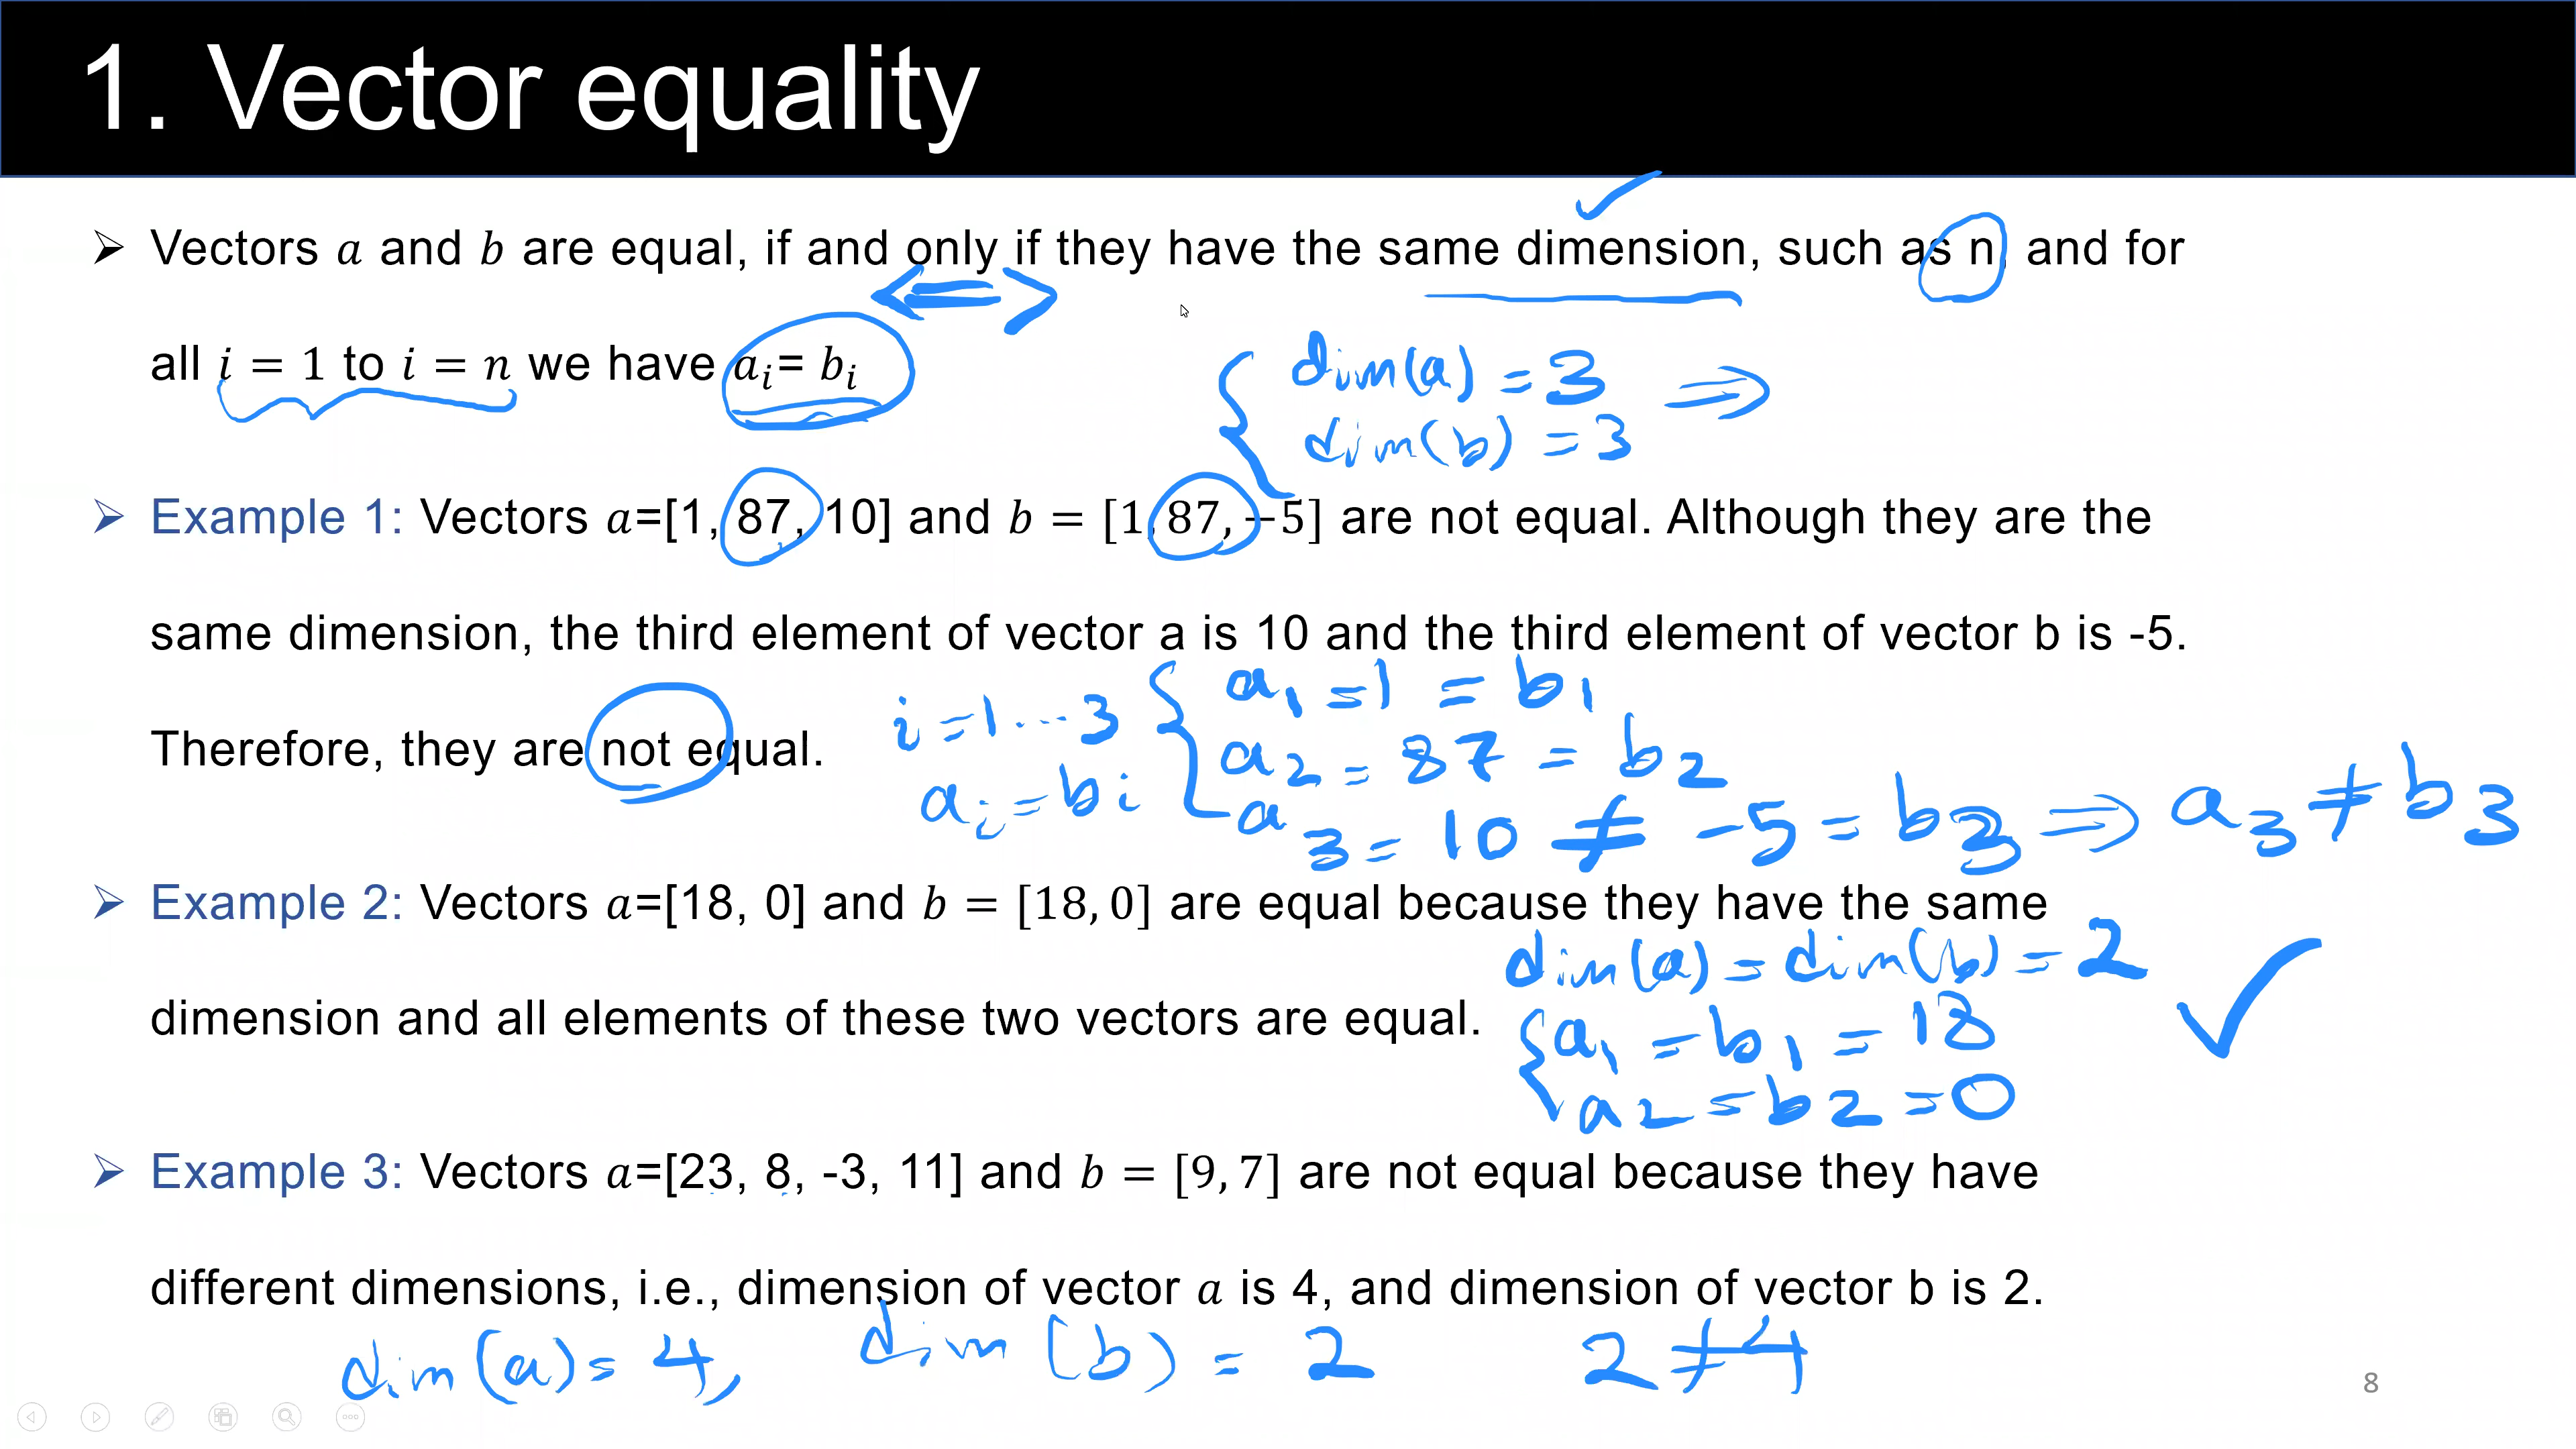 1. Vector equality
➢ Vectors 𝑎 and 𝑏 are equal, if and only if they have the same dimension, such as n, and for
all 𝑖 = 1 to 𝑖 = 𝑛 we have 𝑎ᵢ= 𝑏ᵢ
dim(a) = 3 ⇒
dim(b) = 3
➢ Example 1: Vectors 𝑎=[1, 87, 10] and 𝑏 = [1, 87, −5] are not equal. Although they are the
same dimension, the third element of vector a is 10 and the third element of vector b is -5.
Therefore, they are not equal.
i = 1 ... 3
aᵢ = bᵢ
a₁ = 1 = b₁
a₂ = 87 = b₂
a₃ = 10 ≠ -5 = b₃ ⇒ a₃ ≠ b₃
➢ Example 2: Vectors 𝑎=[18, 0] and 𝑏 = [18, 0] are equal because they have the same
dimension and all elements of these two vectors are equal.
dim(a) = dim(b) = 2 ✓
a₁ = b₁ = 18
a₂ = b₂ = 0
➢ Example 3: Vectors 𝑎=[23, 8, -3, 11] and 𝑏 = [9, 7] are not equal because they have
different dimensions, i.e., dimension of vector 𝑎 is 4, and dimension of vector b is 2.
dim(a) = 4, dim(b) = 2 2 ≠ 4
8